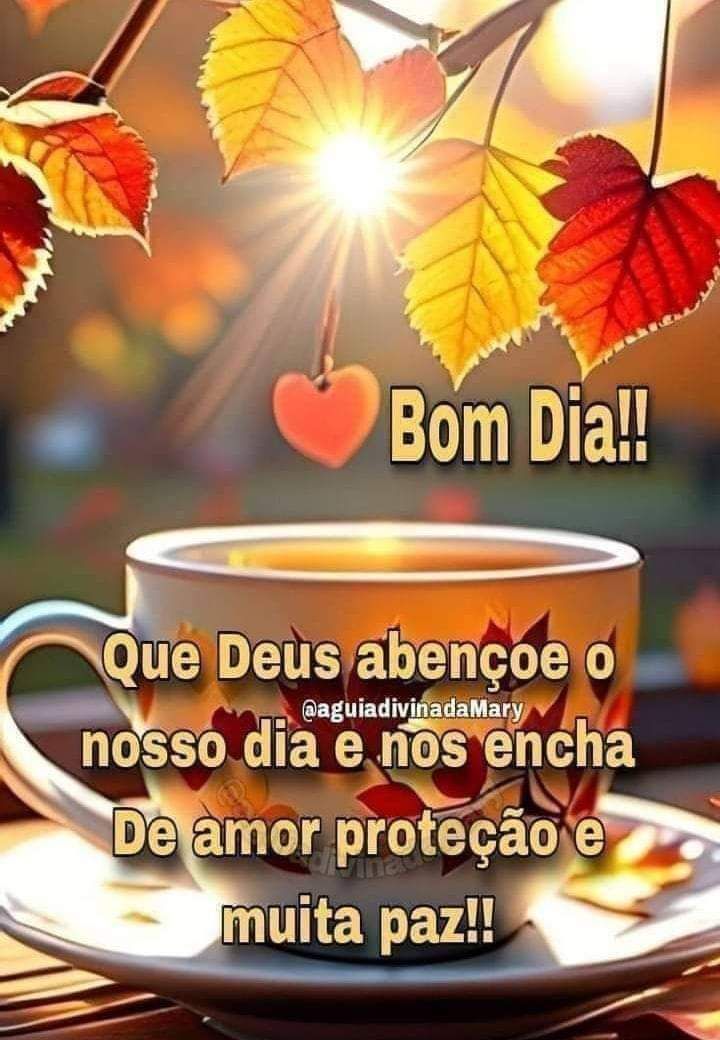 Bom Dia!!
Que Deus abençoe o
@aguiadivinadaMary
nosso dia e nos encha
De amor proteção e
muita paz!!